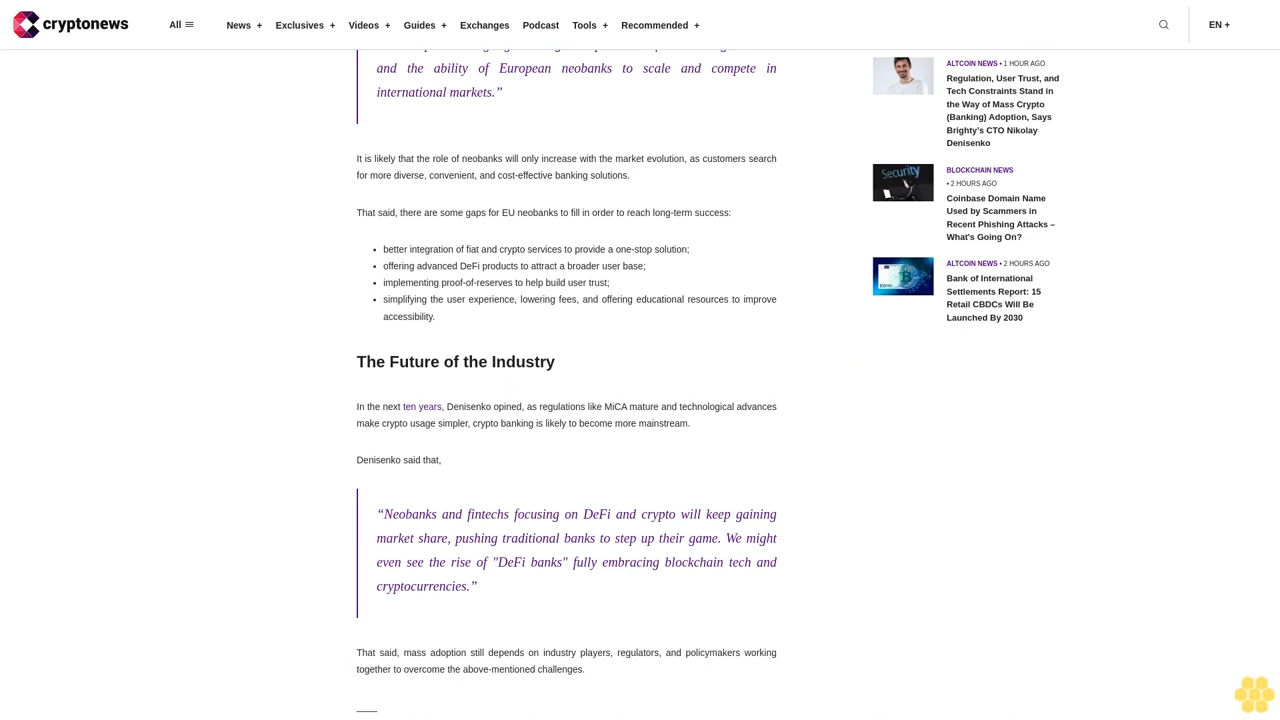 cryptonews
All
News +
Exclusives +
Videos +
Guides +
Exchanges
Podcast
Tools +
Recommended +
EN +
and the ability of European neobanks to scale and compete in
international markets.”
It is likely that the role of neobanks will only increase with the market evolution, as customers search
for more diverse, convenient, and cost-effective banking solutions.
That said, there are some gaps for EU neobanks to fill in order to reach long-term success:
• better integration of fiat and crypto services to provide a one-stop solution;
• offering advanced DeFi products to attract a broader user base;
• implementing proof-of-reserves to help build user trust;
• simplifying the user experience, lowering fees, and offering educational resources to improve
accessibility.
The Future of the Industry
In the next ten years, Denisenko opined, as regulations like MiCA mature and technological advances
make crypto usage simpler, crypto banking is likely to become more mainstream.
Denisenko said that,
“Neobanks and fintechs focusing on DeFi and crypto will keep gaining
market share, pushing traditional banks to step up their game. We might
even see the rise of "DeFi banks" fully embracing blockchain tech and
cryptocurrencies.”
That said, mass adoption still depends on industry players, regulators, and policymakers working
together to overcome the above-mentioned challenges.
ALTCOIN NEWS • 1 HOUR AGO
Regulation, User Trust, and
Tech Constraints Stand in
the Way of Mass Crypto
(Banking) Adoption, Says
Brighty’s CTO Nikolay
Denisenko
Security
BLOCKCHAIN NEWS
• 2 HOURS AGO
Coinbase Domain Name
Used by Scammers in
Recent Phishing Attacks –
What's Going On?
ALTCOIN NEWS • 2 HOURS AGO
Bank of International
Settlements Report: 15
Retail CBDCs Will Be
Launched By 2030